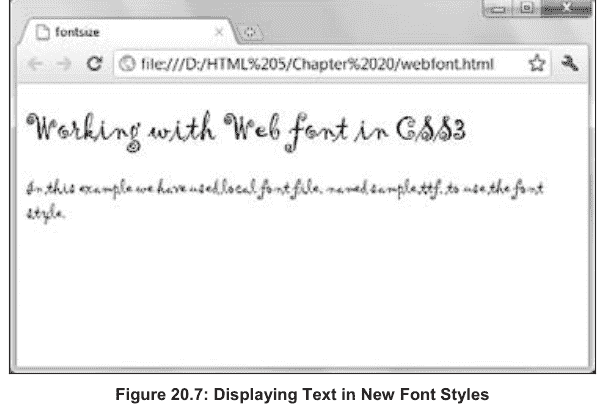 fontsize
file:///D:/HTML%205/Chapter%2020/webfont.html
Working with Web font in CSS3
In this example we have used local font file, named sample.ttf, to use the font
style.
Figure 20.7: Displaying Text in New Font Styles